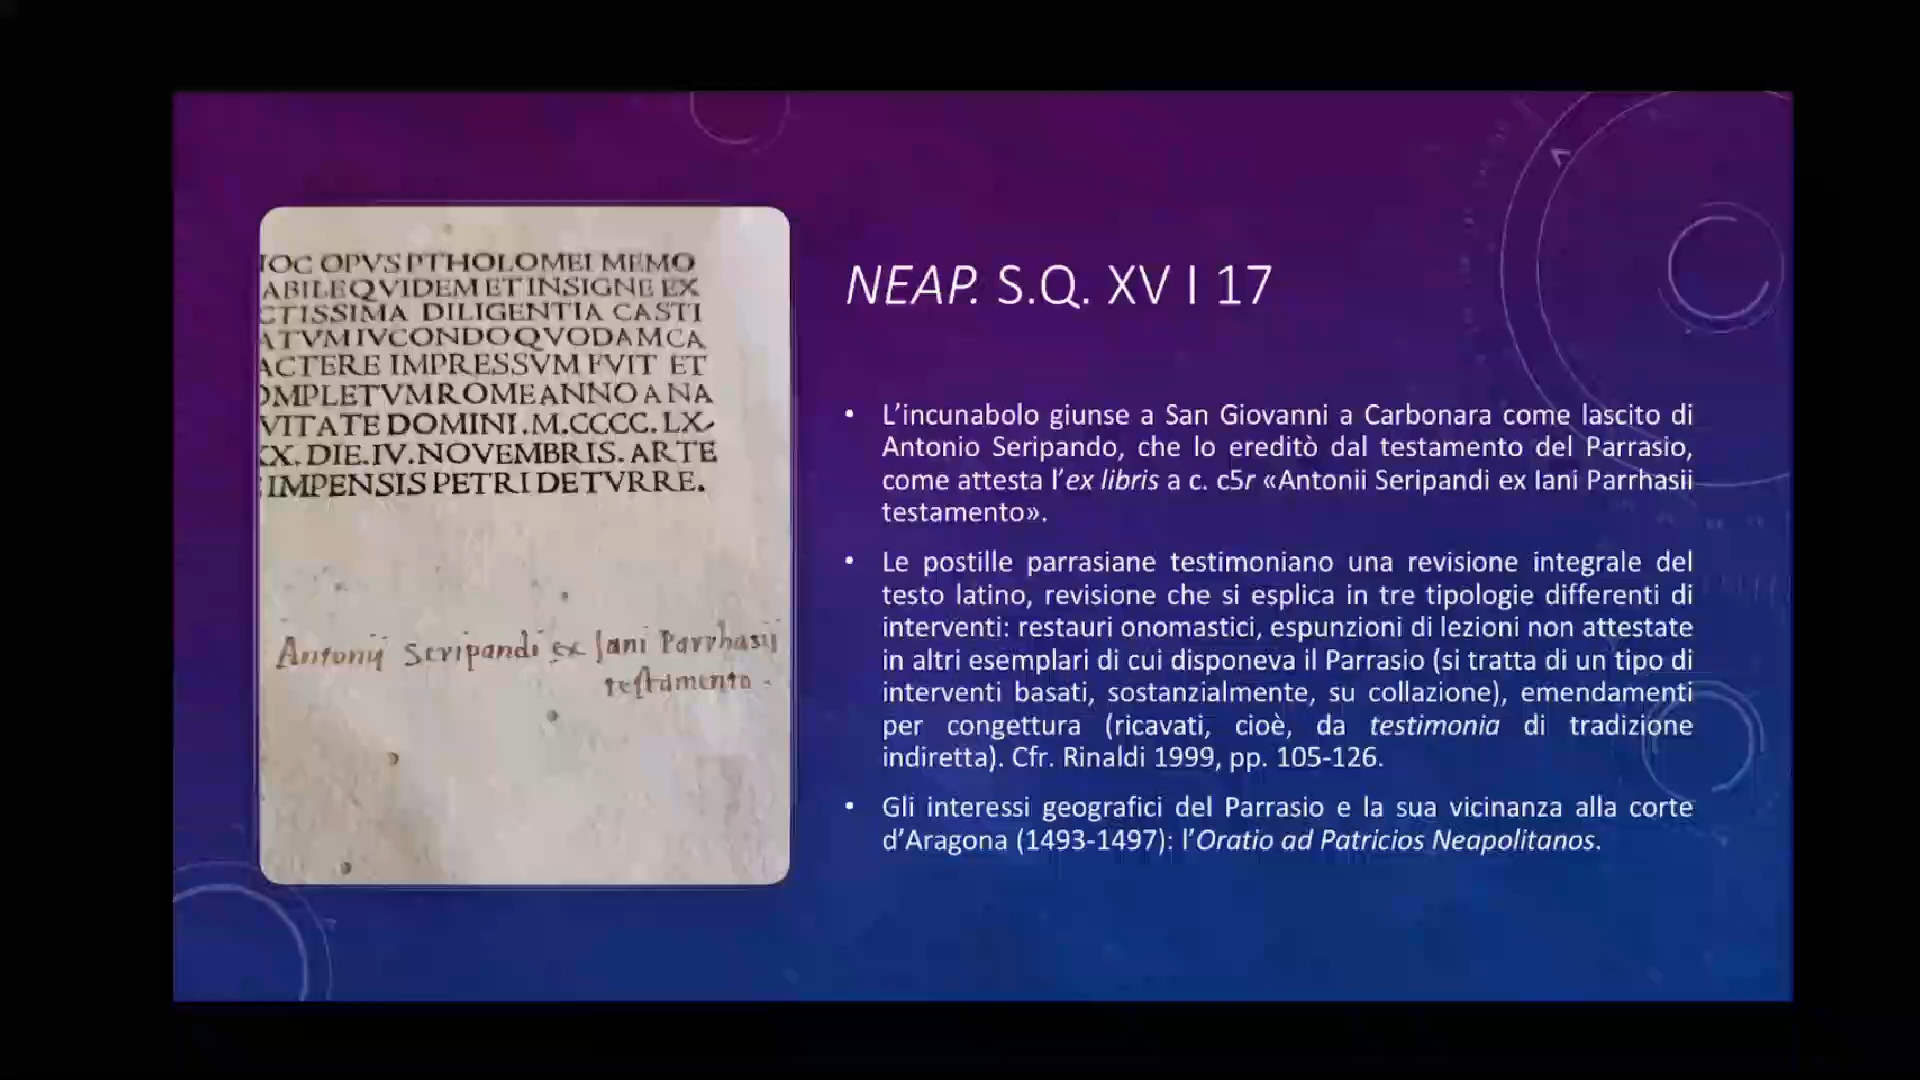 IOC OPVS PTHOLOMEI MEMO
ABILE QVIDEM ET INSIGNE EX
CTISSIMA DILIGENTIA CASTI
ATVM IVCONDO QVODAM CA
ACTERE IMPRESSVM FVIT ET
OMPLETVM ROME ANNO A NA
VITATE DOMINI. M.CCCC. LX
XX. DIE. IV. NOVEMBRIS. ARTE
IMPENSIS PETRI DE TVRRE.
Antonij Seripandi ex Jani Parrhasij
testamento -
NEAP. S.Q. XV I 17
• L’incunabolo giunse a San Giovanni a Carbonara come lascito di
Antonio Seripando, che lo ereditò dal testamento del Parrasio,
come attesta l’ex libris a c. c5r «Antonii Seripandi ex Iani Parrhasii
testamento».
• Le postille parrasiane testimoniano una revisione integrale del
testo latino, revisione che si esplica in tre tipologie differenti di
interventi: restauri onomastici, espunzioni di lezioni non attestate
in altri esemplari di cui disponeva il Parrasio (si tratta di un tipo di
interventi basati, sostanzialmente, su collazione), emendamenti
per congettura (ricavati, cioè, da testimonia di tradizione
indiretta). Cfr. Rinaldi 1999, pp. 105-126.
• Gli interessi geografici del Parrasio e la sua vicinanza alla corte
d’Aragona (1493-1497): l’Oratio ad Patricios Neapolitanos.